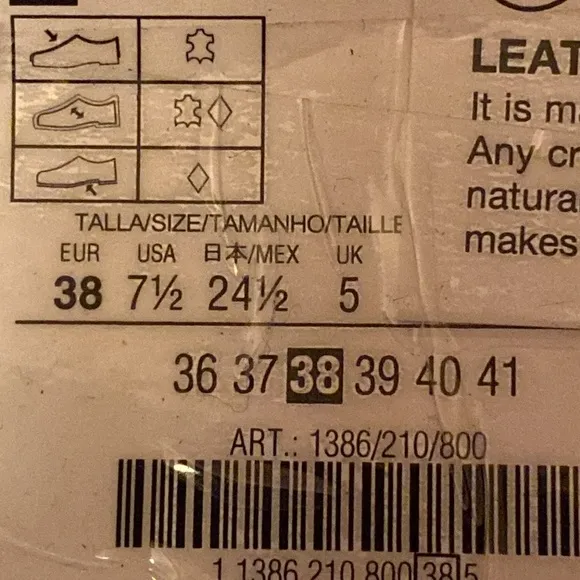 LEAT
It is m
Any cr
natura
makes
TALLA/SIZE/TAMANHO/TAILLE
EUR USA 日本/MEX UK
38 7½ 24½ 5
36 37 38 39 40 41
ART.: 1386/210/800
1 1386 210 800 38 5